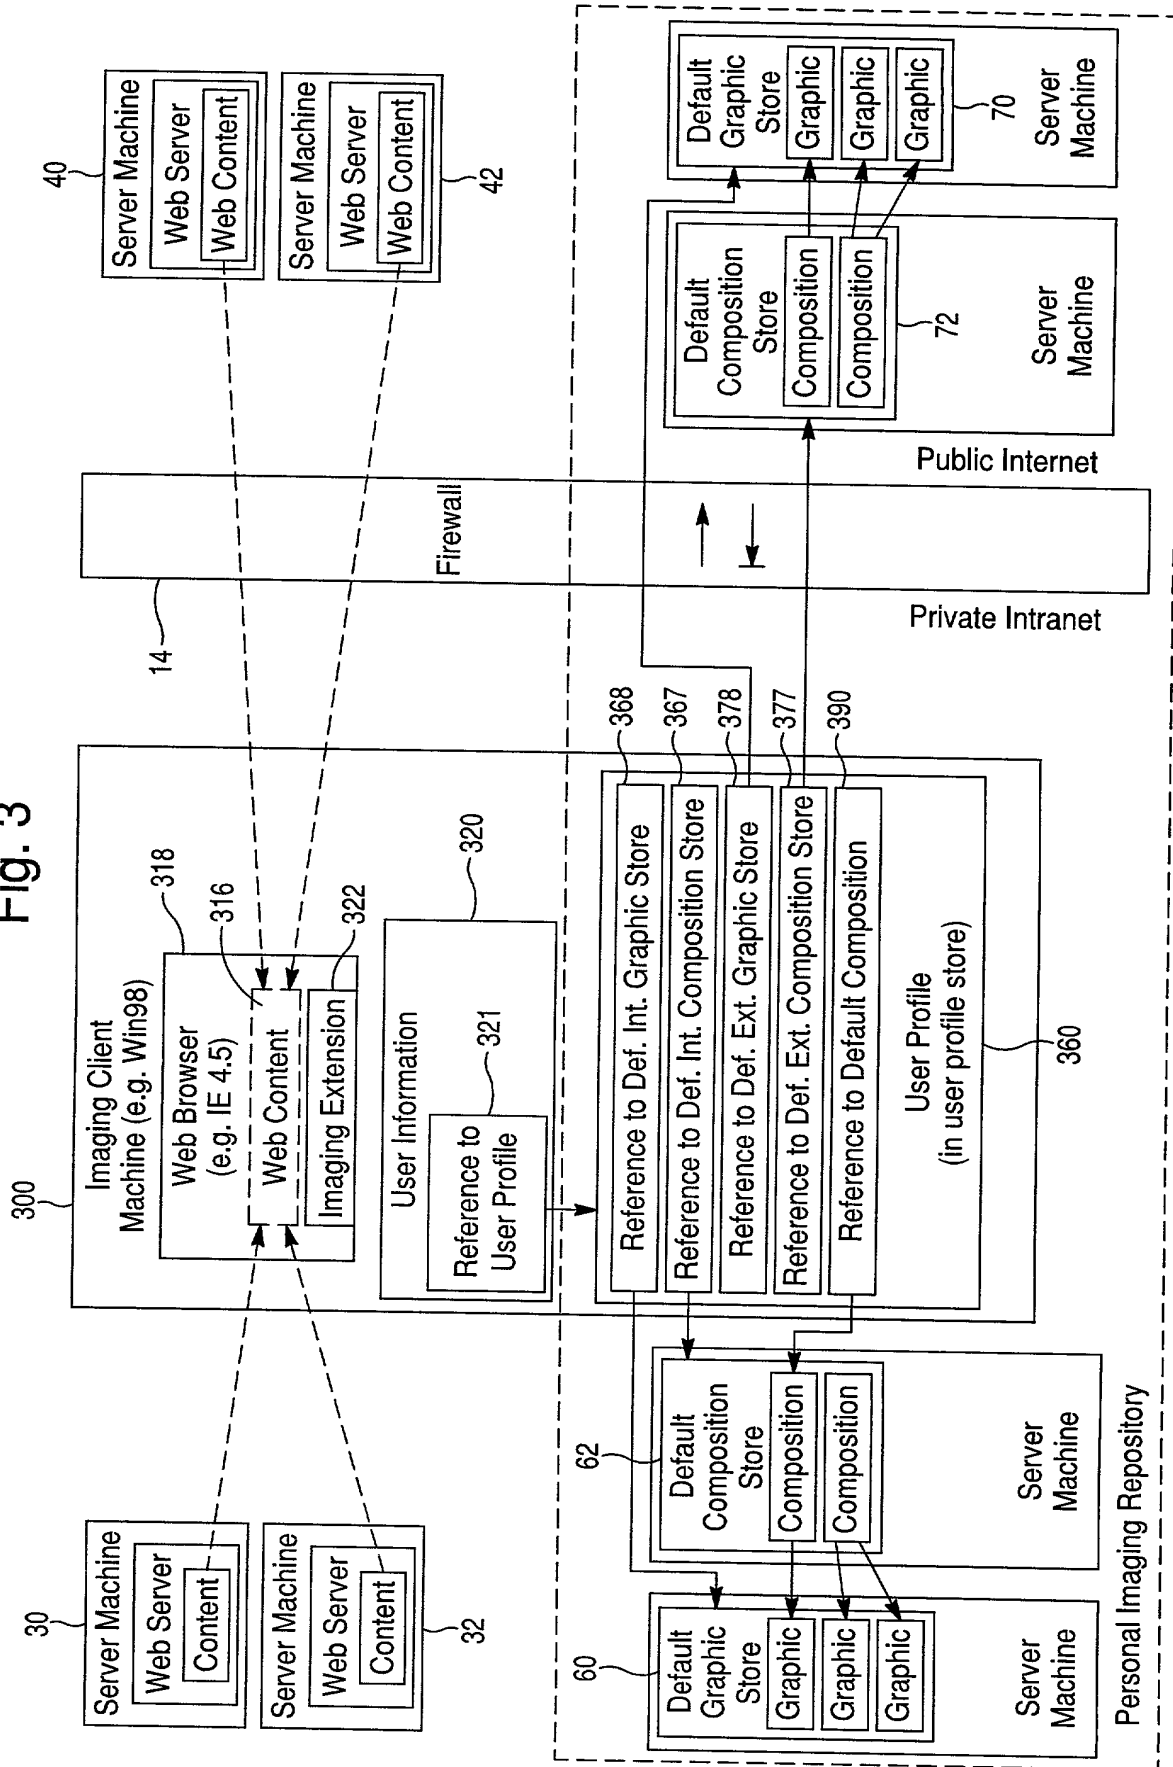 Fig. 3
300
Imaging Client
Machine (e.g. Win98)
318
Web Browser
(e.g. IE 4.5)
316
Web Content
322
Imaging Extension
320
User Information
321
Reference to
User Profile
30
Server Machine
Web Server
Content
Server Machine
Web Server
Content
32
40
Server Machine
Web Server
Web Content
Server Machine
Web Server
Web Content
42
14
Firewall
Private Intranet
Public Internet
368
Reference to Def. Int. Graphic Store
367
Reference to Def. Int. Composition Store
378
Reference to Def. Ext. Graphic Store
377
Reference to Def. Ext. Composition Store
390
Reference to Default Composition
User Profile
(in user profile store)
360
60
Default
Graphic
Store
Graphic
Graphic
Graphic
Server
Machine
62
Default
Composition
Store
Composition
Composition
Server
Machine
Default
Composition
Store
Composition
Composition
72
Server
Machine
Default
Graphic
Store
Graphic
Graphic
Graphic
70
Server
Machine
Personal Imaging Repository